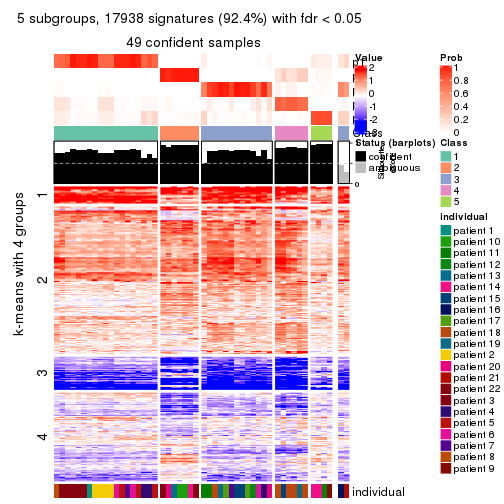 5 subgroups, 17938 signatures (92.4%) with fdr < 0.05
49 confident samples
k-means with 4 groups
1
2
3
4
0
individual
Value
2
1
0
-1
-2
Status (barplots)
confident
ambiguous
Prob
1
0.8
0.6
0.4
0.2
0
Class
1
2
3
4
5
individual
patient 1
patient 10
patient 11
patient 12
patient 13
patient 14
patient 15
patient 16
patient 17
patient 18
patient 19
patient 2
patient 20
patient 21
patient 22
patient 3
patient 4
patient 5
patient 6
patient 7
patient 8
patient 9